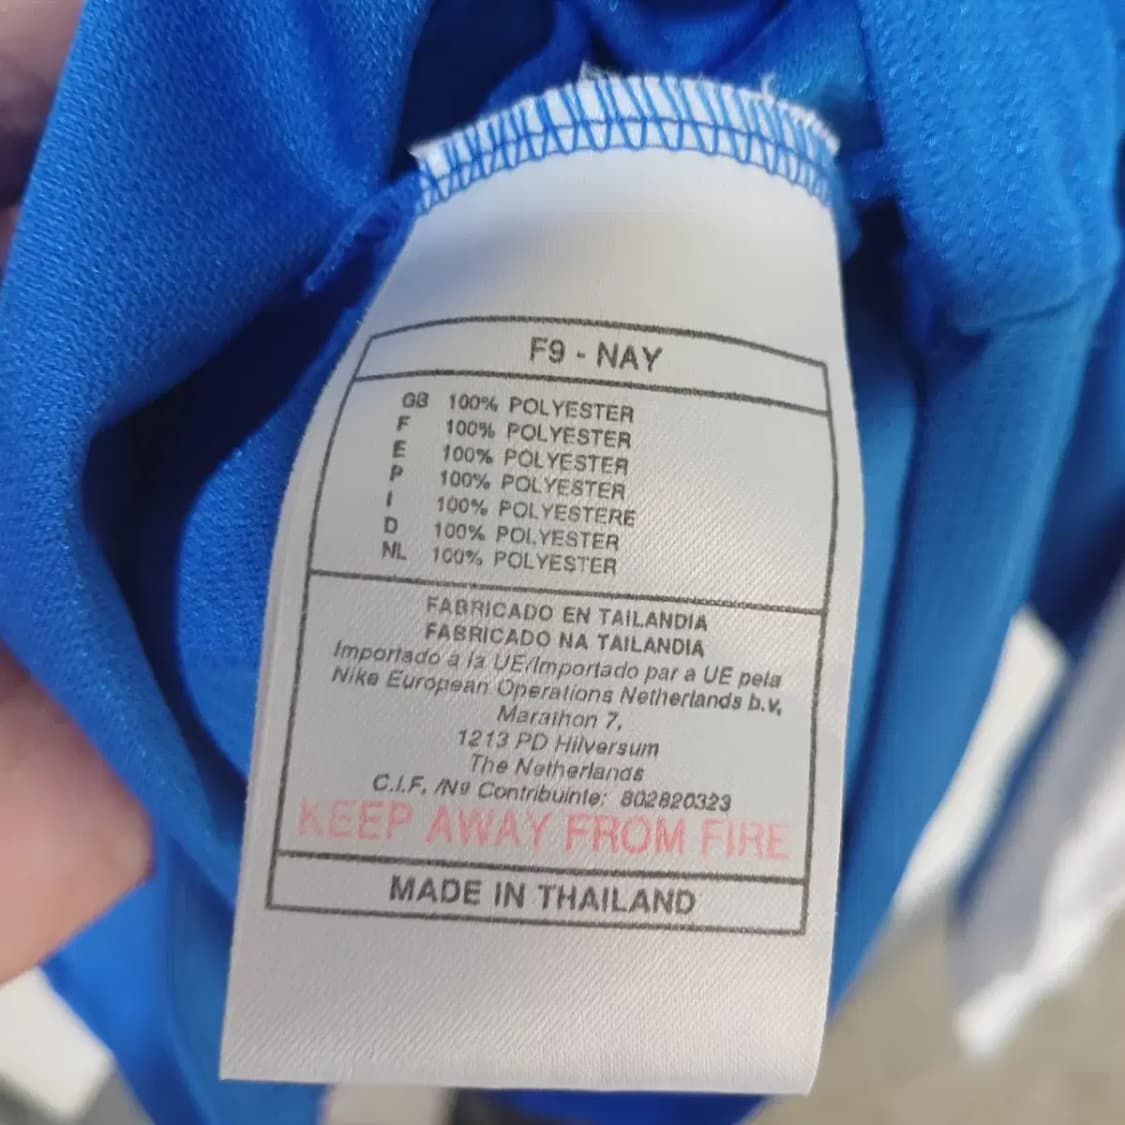 F9 - NAY
GB 100% POLYESTER
F 100% POLYESTER
E 100% POLYESTER
P 100% POLYESTER
I 100% POLYESTERE
D 100% POLYESTER
NL 100% POLYESTER
FABRICADO EN TAILANDIA
FABRICADO NA TAILANDIA
Importado a la UE/Importado par a UE pela
Nike European Operations Netherlands b.v.
Marathon 7,
1213 PD Hilversum
The Netherlands
C.I.F. /Nº Contribuinte: 802820323
KEEP AWAY FROM FIRE
MADE IN THAILAND